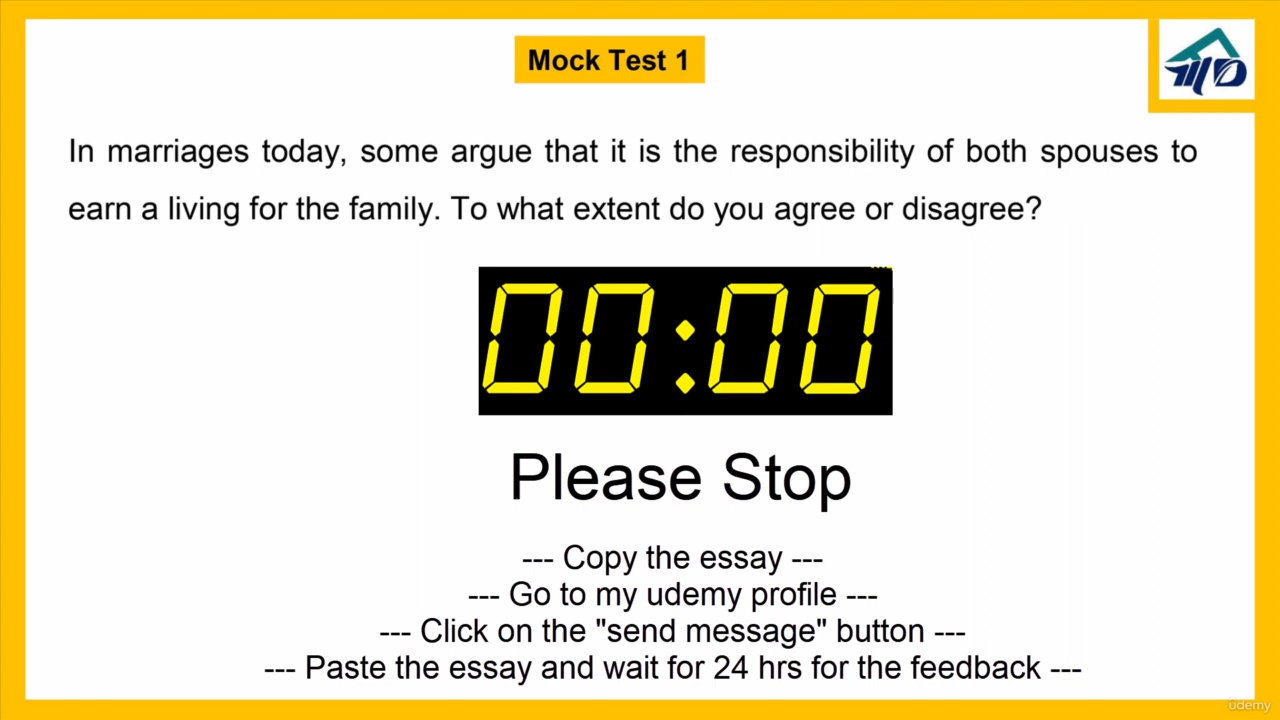 Mock Test 1
In marriages today, some argue that it is the responsibility of both spouses to
earn a living for the family. To what extent do you agree or disagree?
00:00
Please Stop
--- Copy the essay ---
--- Go to my udemy profile ---
--- Click on the "send message" button ---
--- Paste the essay and wait for 24 hrs for the feedback ---
udemy